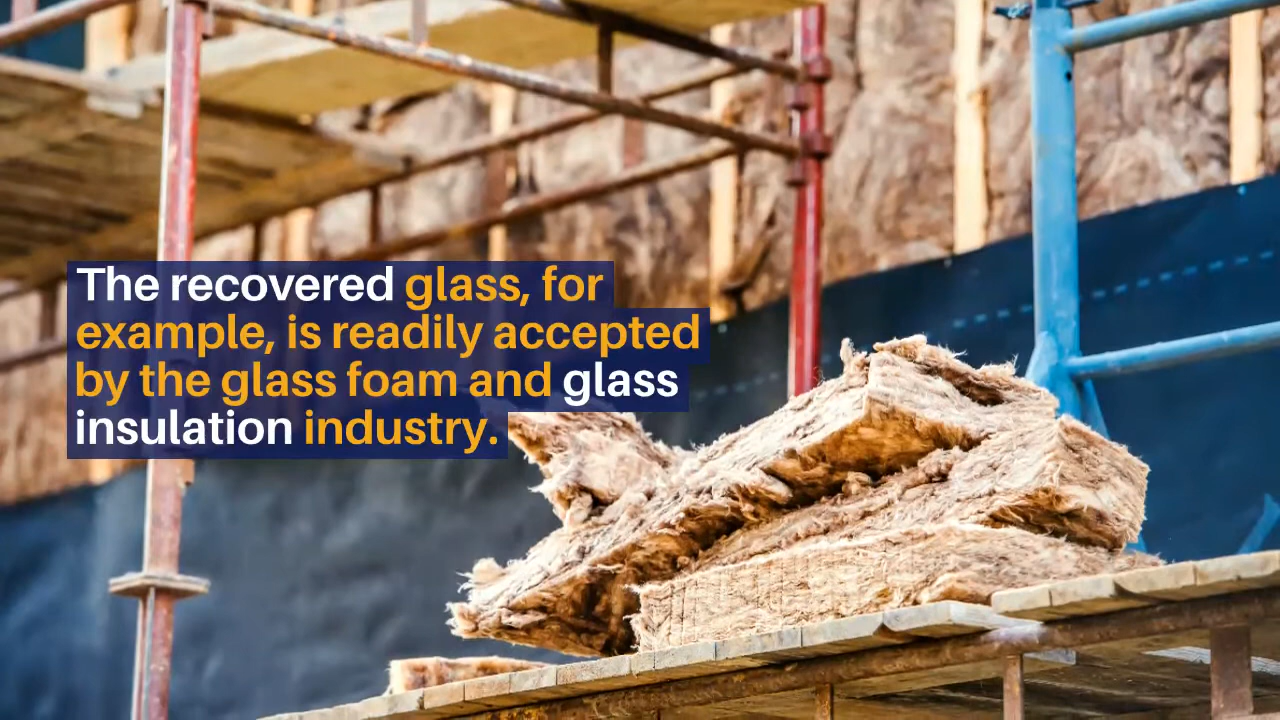 The recovered glass, for
example, is readily accepted
by the glass foam and glass
insulation industry.